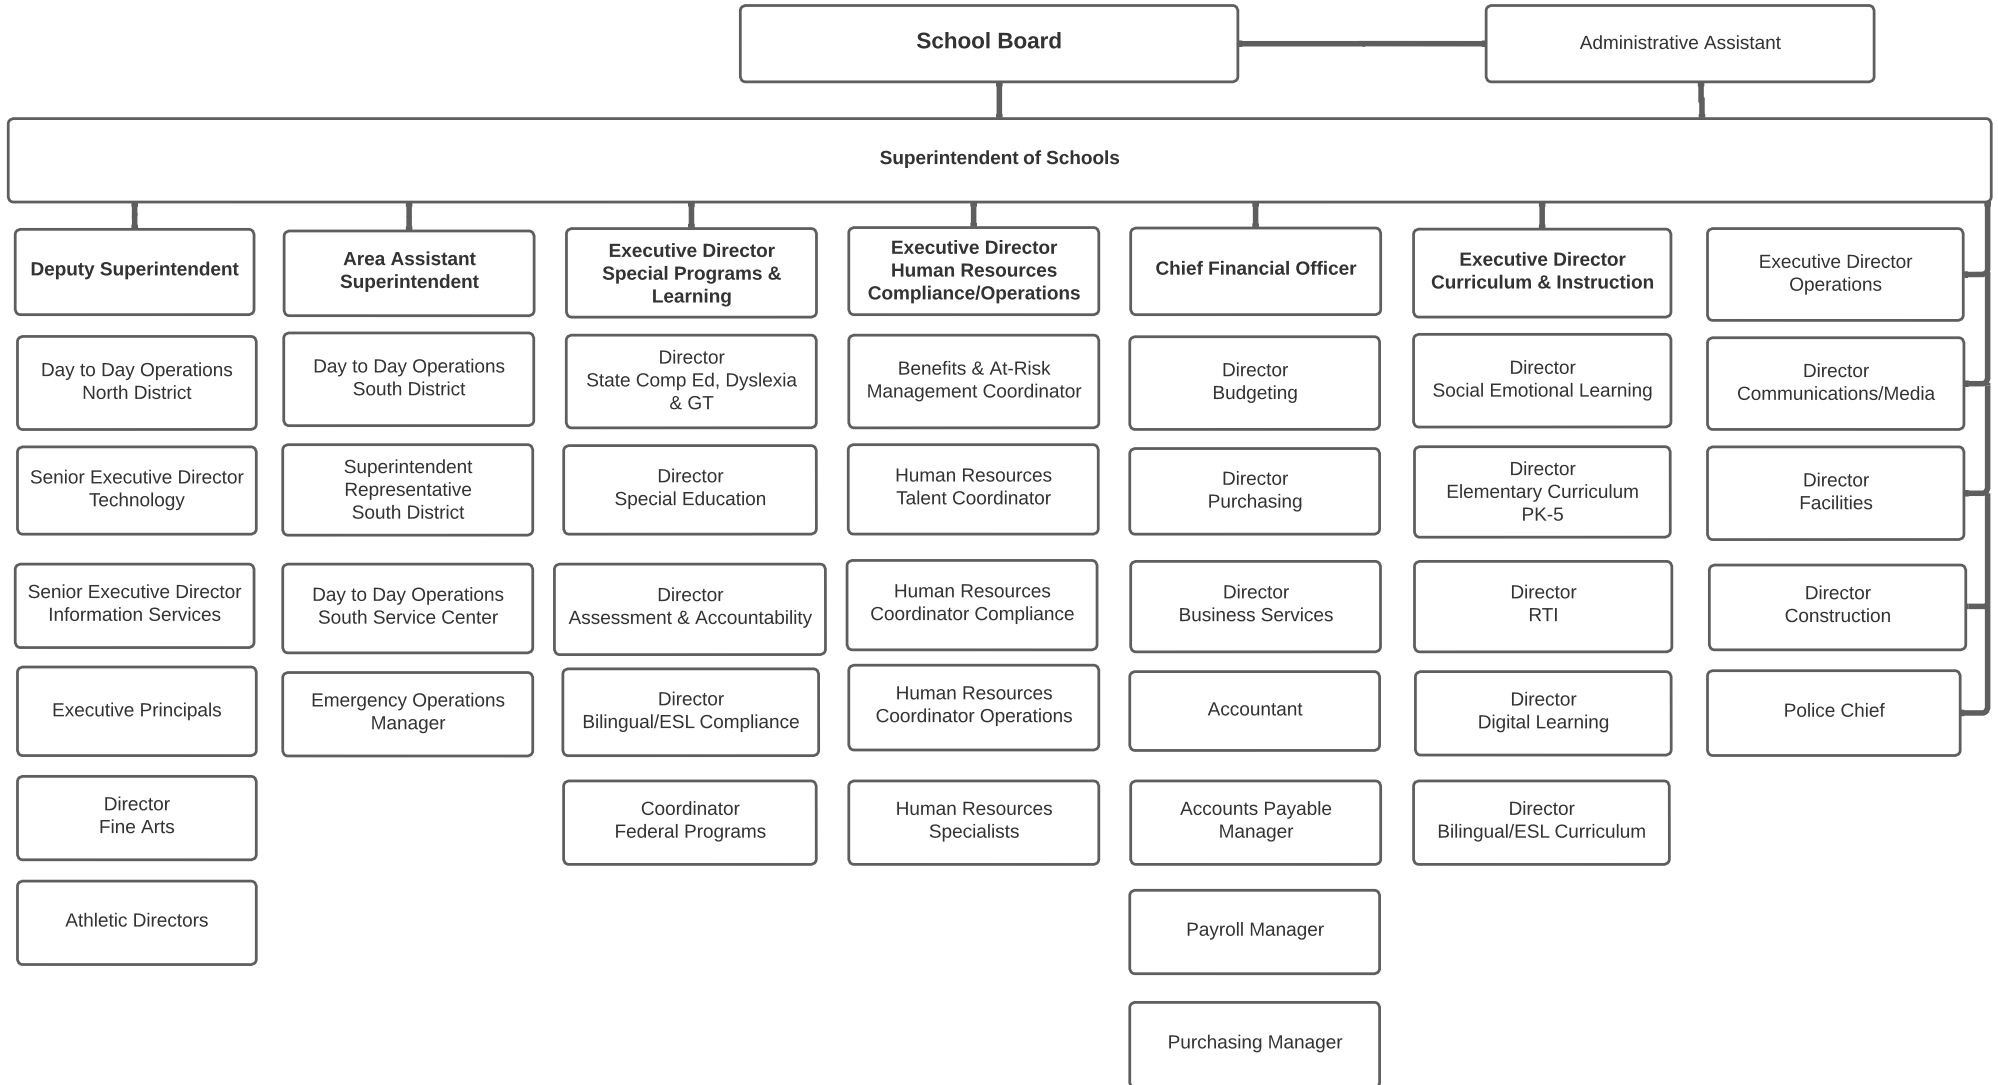 School Board
Administrative Assistant
Superintendent of Schools
Deputy Superintendent
Area Assistant
Superintendent
Executive Director
Special Programs &
Learning
Executive Director
Human Resources
Compliance/Operations
Chief Financial Officer
Executive Director
Curriculum & Instruction
Executive Director
Operations
Day to Day Operations
North District
Day to Day Operations
South District
Director
State Comp Ed, Dyslexia
& GT
Benefits & At-Risk
Management Coordinator
Director
Budgeting
Director
Social Emotional Learning
Director
Communications/Media
Senior Executive Director
Technology
Superintendent
Representative
South District
Director
Special Education
Human Resources
Talent Coordinator
Director
Purchasing
Director
Elementary Curriculum
PK-5
Director
Facilities
Senior Executive Director
Information Services
Day to Day Operations
South Service Center
Director
Assessment & Accountability
Human Resources
Coordinator Compliance
Director
Business Services
Director
RTI
Director
Construction
Executive Principals
Emergency Operations
Manager
Director
Bilingual/ESL Compliance
Human Resources
Coordinator Operations
Accountant
Director
Digital Learning
Police Chief
Director
Fine Arts
Coordinator
Federal Programs
Human Resources
Specialists
Accounts Payable
Manager
Director
Bilingual/ESL Curriculum
Athletic Directors
Payroll Manager
Purchasing Manager